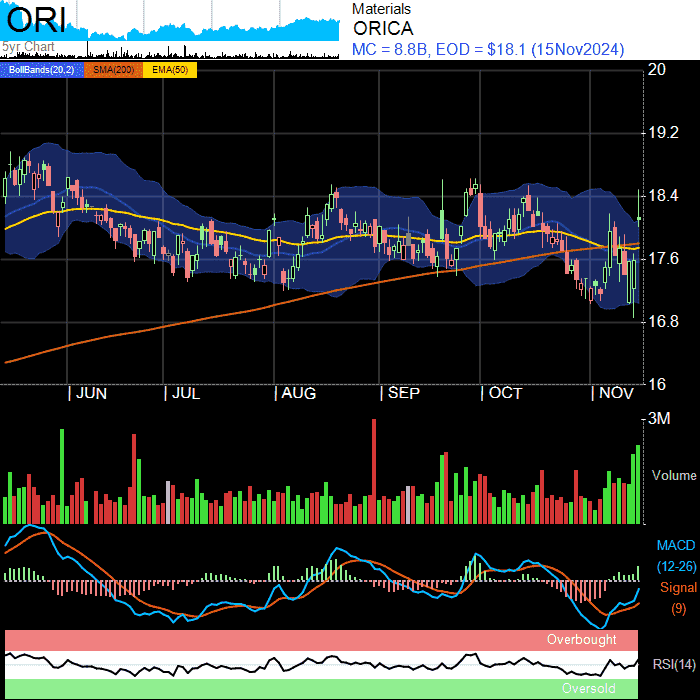 ORI
5yr Chart
Materials
ORICA
MC = 8.8B, EOD = $18.1 (15Nov2024)
BollBands(20,2) SMA(200) EMA(50)
20
19.2
18.4
17.6
16.8
16
JUN JUL AUG SEP OCT NOV
3M
Volume
MACD
(12-26)
Signal
(9)
Overbought
RSI(14)
Oversold